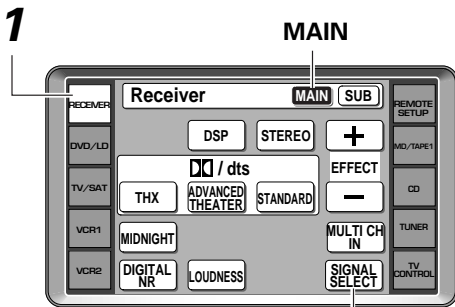 1
MAIN
RECEIVER
Receiver
MAIN
SUB
REMOTE
SETUP
DVD/LD
DSP
STEREO
+
MD/TAPE1
/ dts
EFFECT
TV/SAT
THX
ADVANCED
THEATER
STANDARD
–
CD
VCR1
MIDNIGHT
MULTI CH
IN
TUNER
VCR2
DIGITAL
NR
LOUDNESS
SIGNAL
SELECT
TV
CONTROL